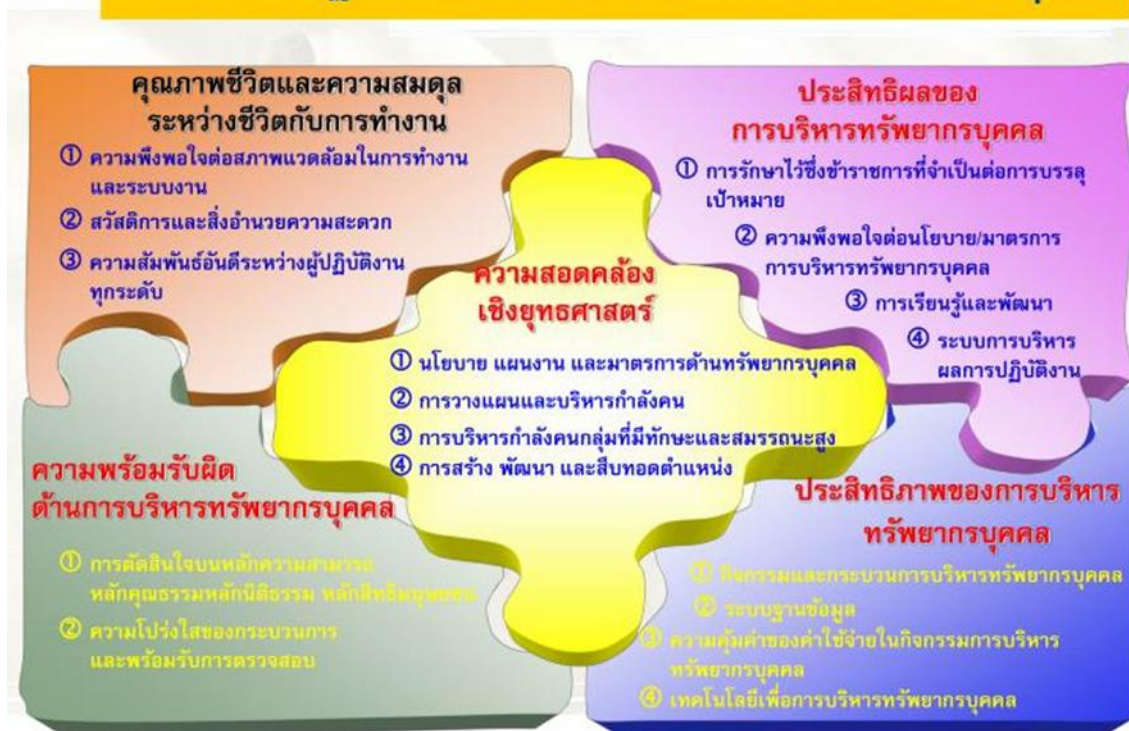 คุณภาพชีวิตและความสมดุล
ระหว่างชีวิตกับการทำงาน
① ความพึงพอใจต่อสภาพแวดล้อมในการทำงาน
และระบบงาน
② สวัสดิการและสิ่งอำนวยความสะดวก
③ ความสัมพันธ์อันดีระหว่างผู้ปฏิบัติงาน
ทุกระดับ
ประสิทธิผลของ
การบริหารทรัพยากรบุคคล
① การรักษาไว้ซึ่งข้าราชการที่จำเป็นต่อการบรรลุ
เป้าหมาย
② ความพึงพอใจต่อนโยบาย/มาตรการ
การบริหารทรัพยากรบุคคล
③ การเรียนรู้และพัฒนา
④ ระบบการบริหาร
ผลการปฏิบัติงาน
ความสอดคล้อง
เชิงยุทธศาสตร์
① นโยบาย แผนงาน และมาตรการด้านทรัพยากรบุคคล
② การวางแผนและบริหารกำลังคน
③ การบริหารกำลังคนกลุ่มที่มีทักษะและสมรรถนะสูง
④ การสร้าง พัฒนา และสืบทอดตำแหน่ง
ความพร้อมรับผิด
ด้านการบริหารทรัพยากรบุคคล
① การตัดสินใจบนหลักความสามารถ
หลักคุณธรรมหลักนิติธรรม หลักสิทธิมนุษยชน
② ความโปร่งใสของกระบวนการ
และพร้อมรับการตรวจสอบ
ประสิทธิภาพของการบริหาร
ทรัพยากรบุคคล
① กิจกรรมและกระบวนการบริหารทรัพยากรบุคคล
② ระบบฐานข้อมูล
③ ความคุ้มค่าของค่าใช้จ่ายในกิจกรรมการบริหาร
ทรัพยากรบุคคล
④ เทคโนโลยีเพื่อการบริหารทรัพยากรบุคคล